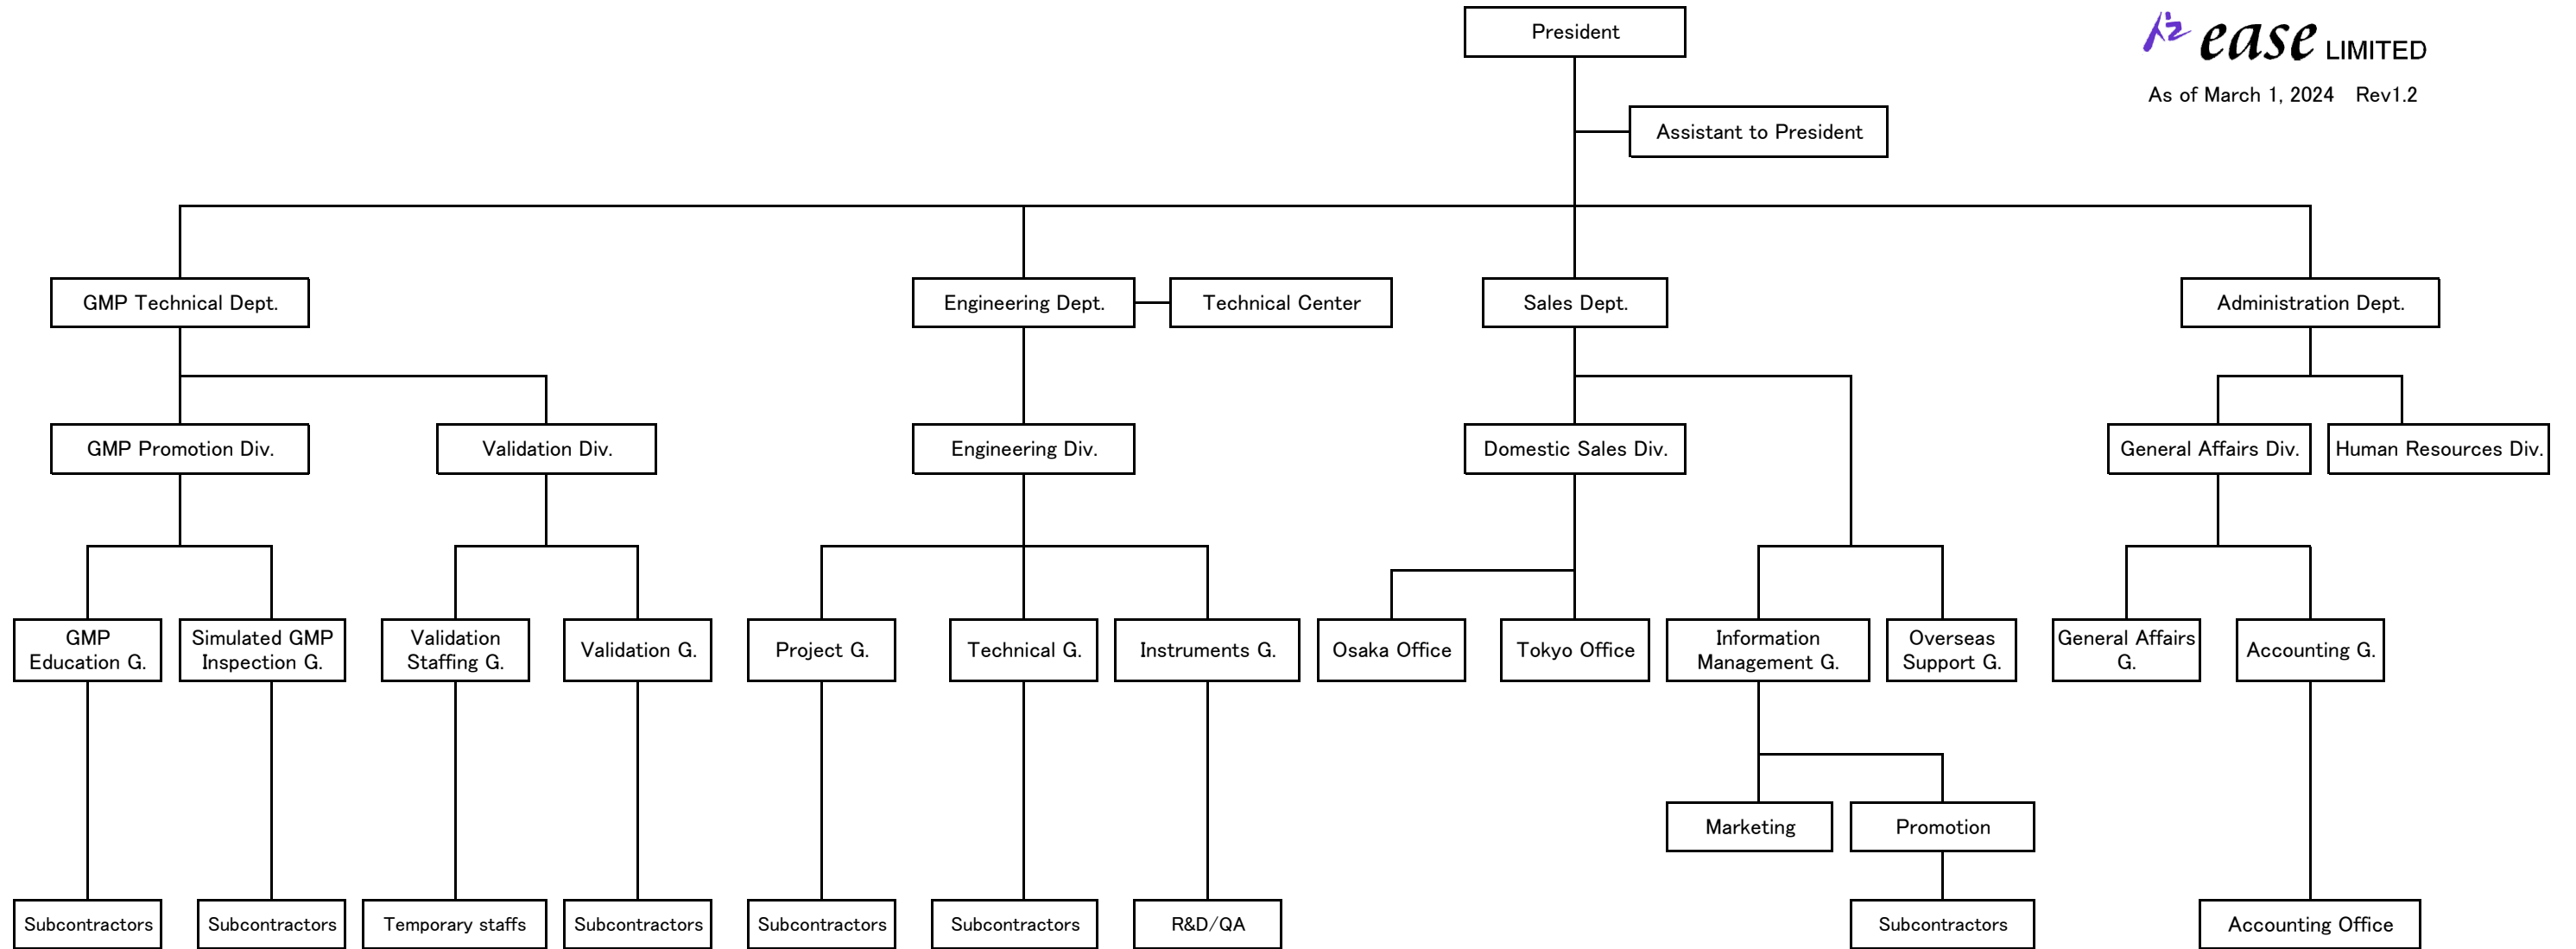 President
ease LIMITED
As of March 1, 2024 Rev1.2
Assistant to President
GMP Technical Dept.
Engineering Dept.
Technical Center
Sales Dept.
Administration Dept.
GMP Promotion Div.
Validation Div.
Engineering Div.
Domestic Sales Div.
General Affairs Div.
Human Resources Div.
GMP
Education G.
Simulated GMP
Inspection G.
Validation
Staffing G.
Validation G.
Project G.
Technical G.
Instruments G.
Osaka Office
Tokyo Office
Information
Management G.
Overseas
Support G.
General Affairs
G.
Accounting G.
Marketing
Promotion
Subcontractors
Subcontractors
Temporary staffs
Subcontractors
Subcontractors
Subcontractors
R&D/QA
Subcontractors
Accounting Office